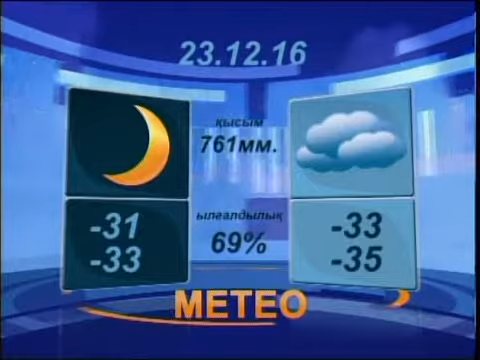 23.12.16
қысым
761мм.
-31
-33
ылғалдылық
69%
-33
-35
МЕТЕО